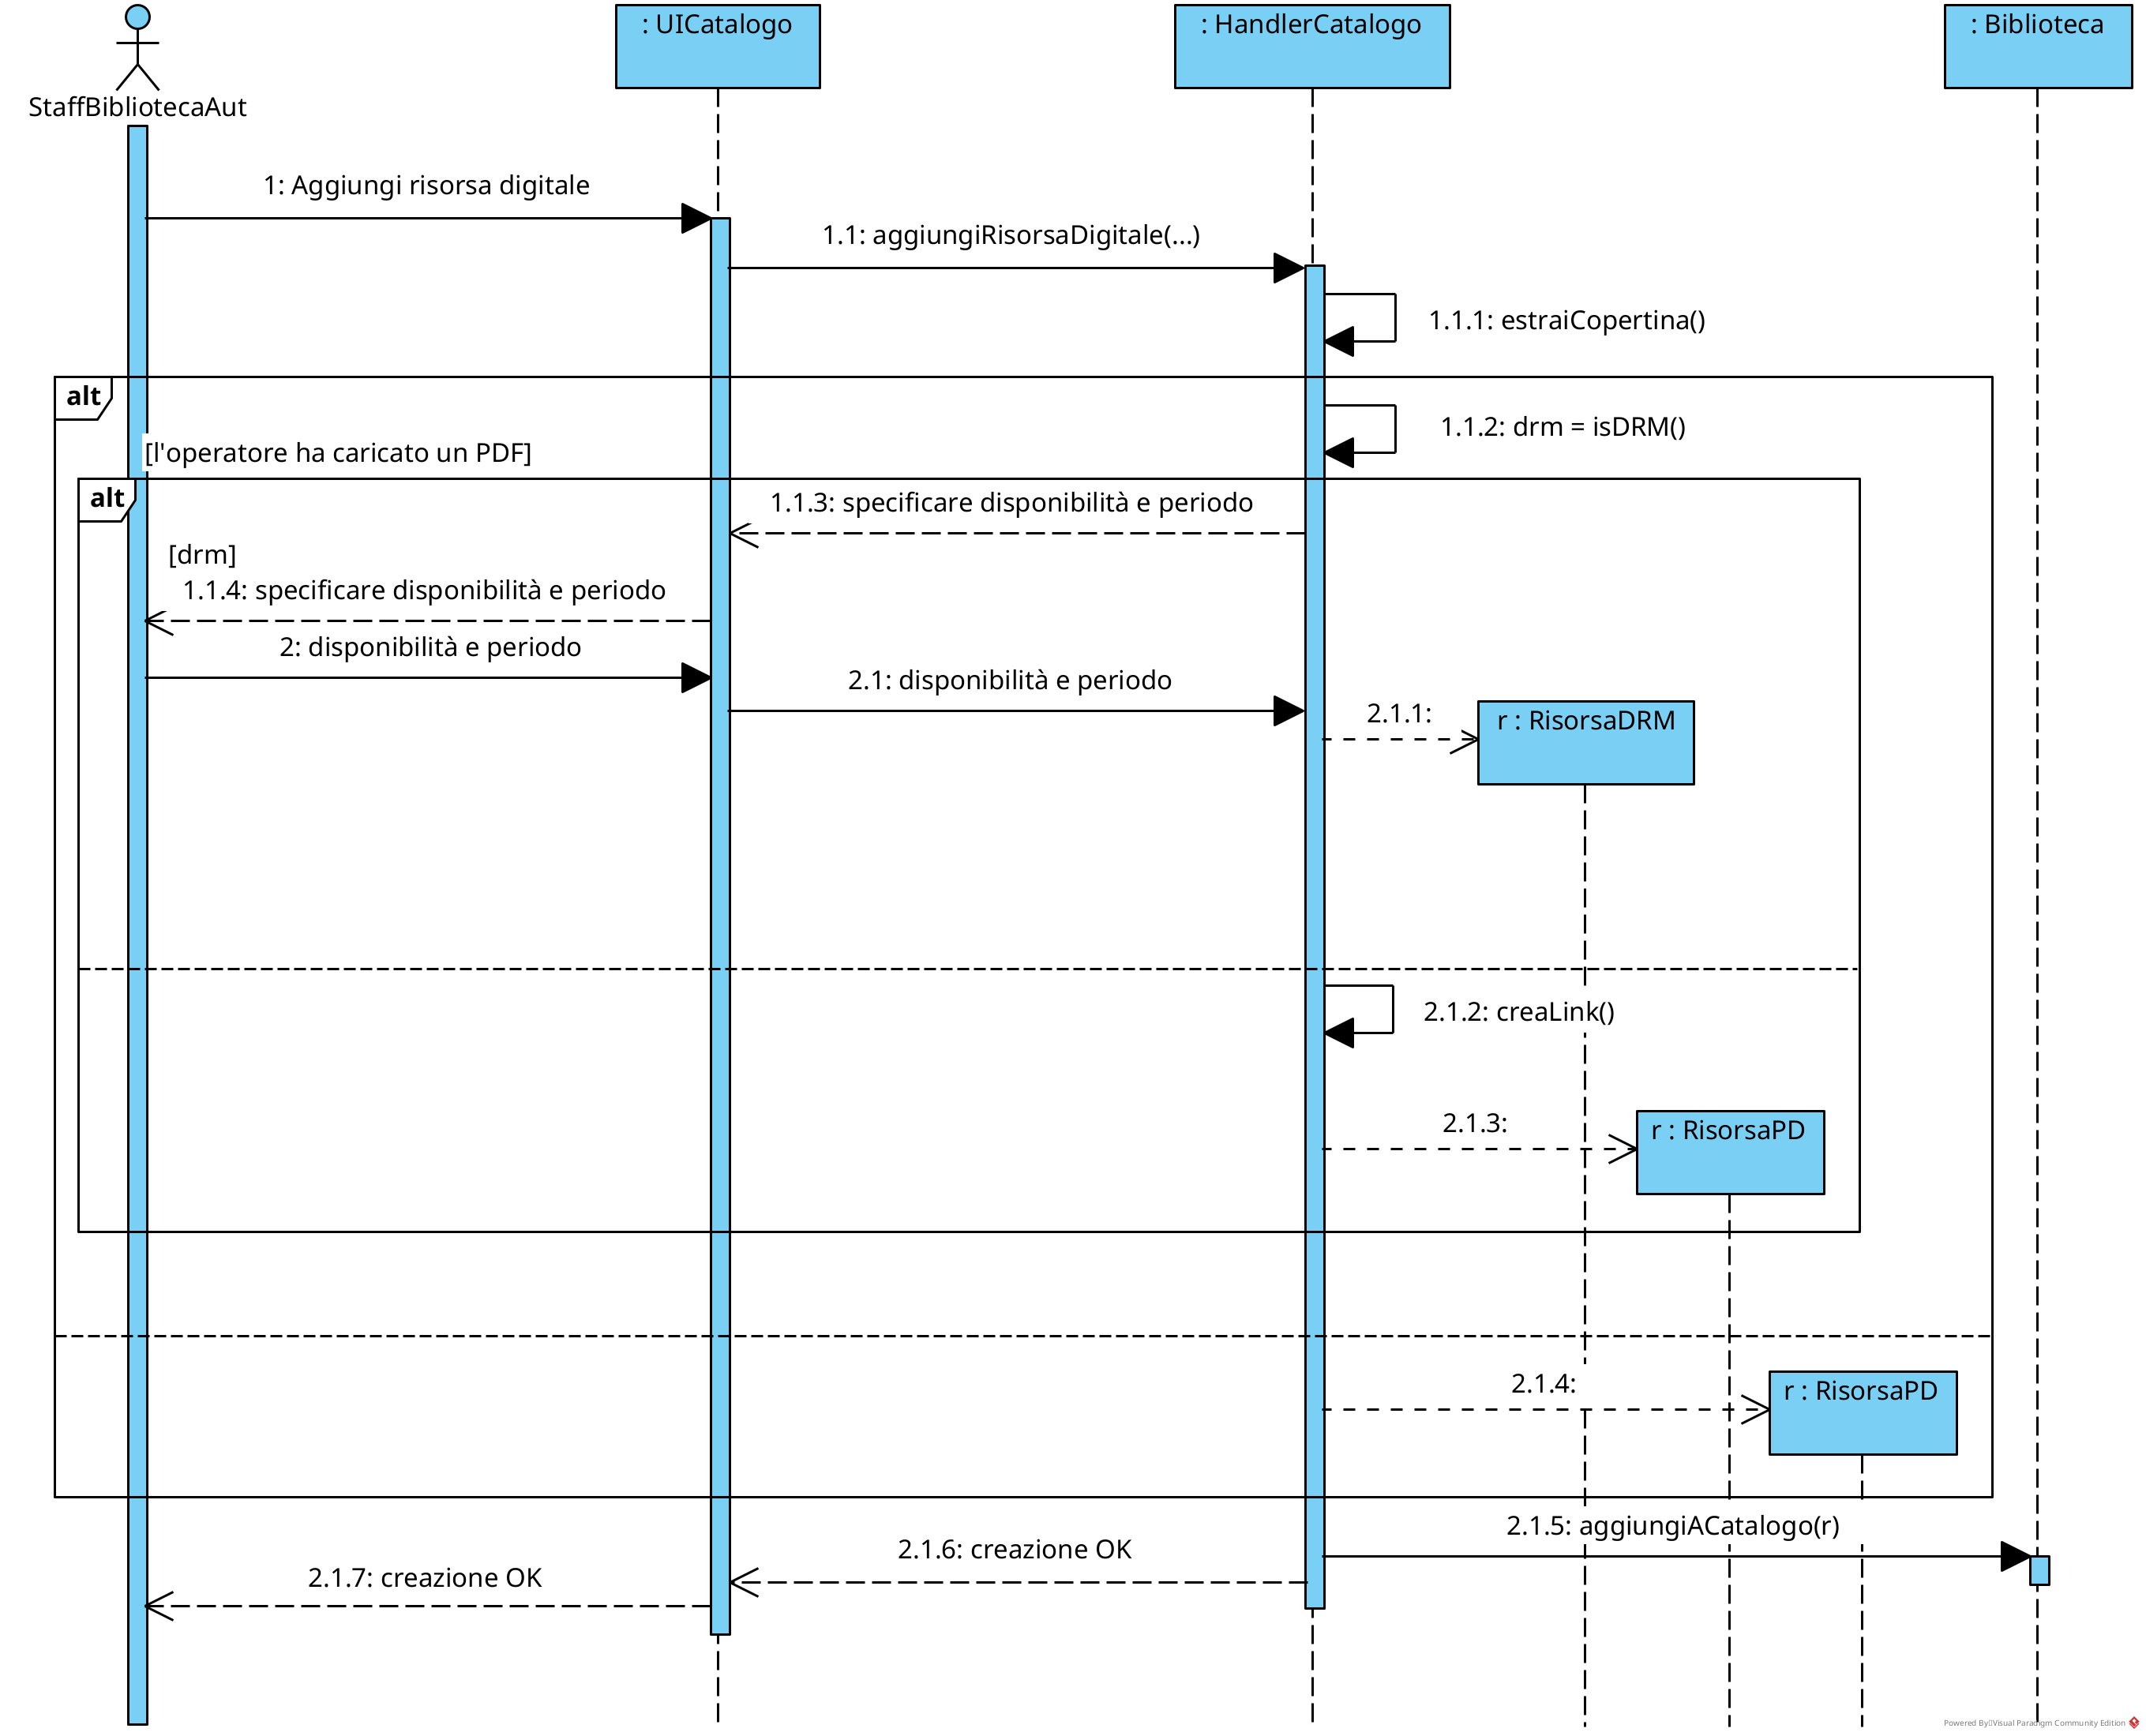 : UICatalogo
: HandlerCatalogo
: Biblioteca
StaffBibliotecaAut
1: Aggiungi risorsa digitale
1.1: aggiungiRisorsaDigitale(...)
1.1.1: estraiCopertina()
alt
1.1.2: drm = isDRM()
[l'operatore ha caricato un PDF]
alt
1.1.3: specificare disponibilità e periodo
[drm]
1.1.4: specificare disponibilità e periodo
2: disponibilità e periodo
2.1: disponibilità e periodo
2.1.1:
r : RisorsaDRM
2.1.2: creaLink()
2.1.3:
r : RisorsaPD
2.1.4:
r : RisorsaPD
2.1.5: aggiungiACatalogo(r)
2.1.6: creazione OK
2.1.7: creazione OK
Powered By Visual Paradigm Community Edition